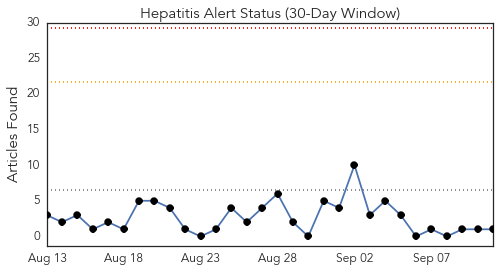 Hepatitis Alert Status (30-Day Window)
Articles Found
30
25
20
15
10
5
0
Aug 13 Aug 18 Aug 23 Aug 28 Sep 02 Sep 07